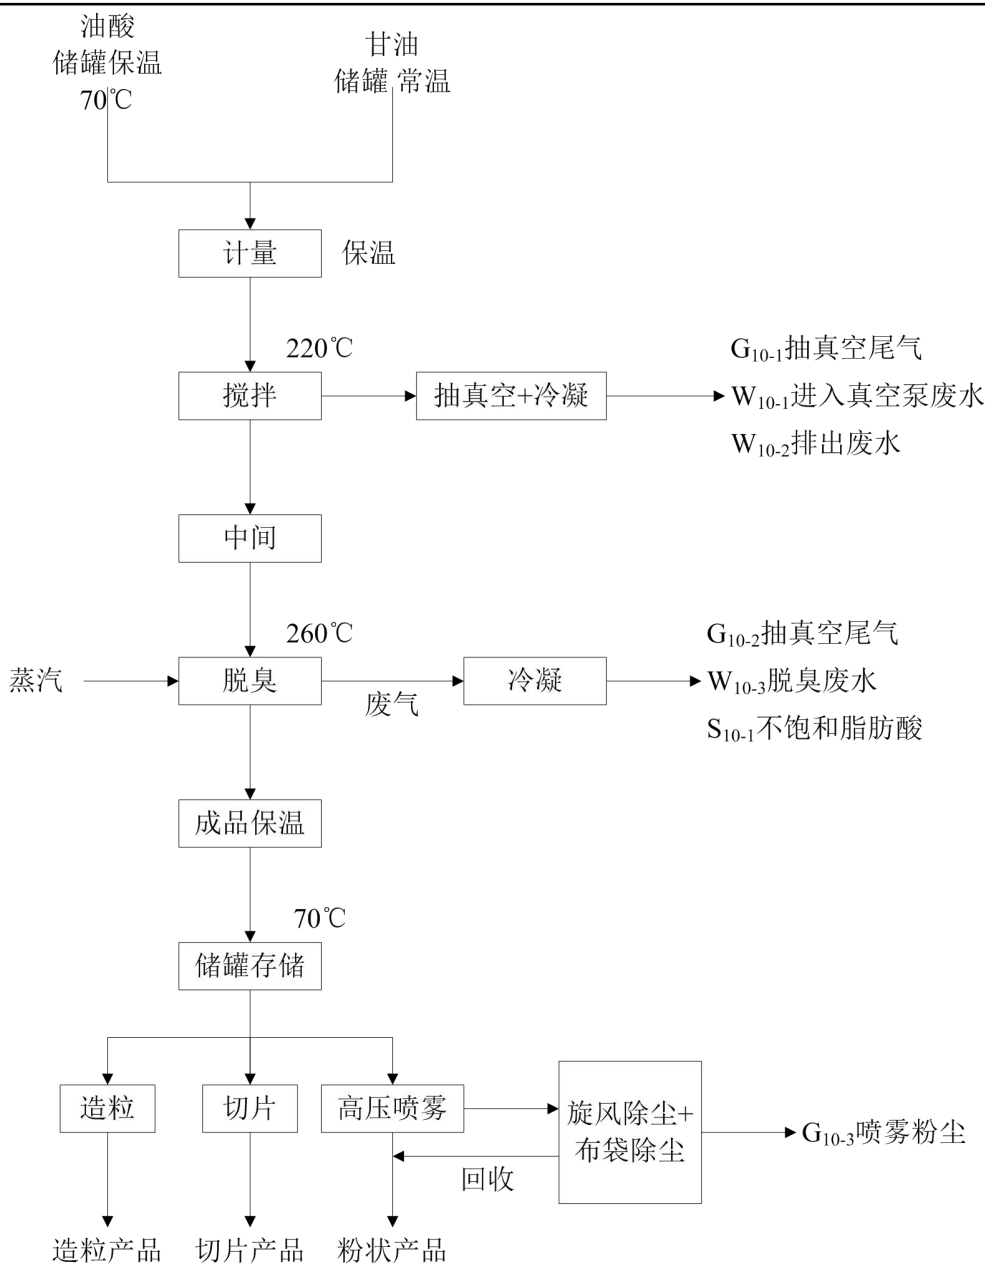 油酸
储罐保温
70℃
甘油
储罐 常温
计量
保温
220℃
搅拌
抽真空+冷凝
G10-1抽真空尾气
W10-1进入真空泵废水
W10-2排出废水
中间
260℃
蒸汽
脱臭
废气
冷凝
G10-2抽真空尾气
W10-3脱臭废水
S10-1不饱和脂肪酸
成品保温
70℃
储罐存储
造粒
切片
高压喷雾
旋风除尘+
布袋除尘
G10-3喷雾粉尘
回收
造粒产品
切片产品
粉状产品